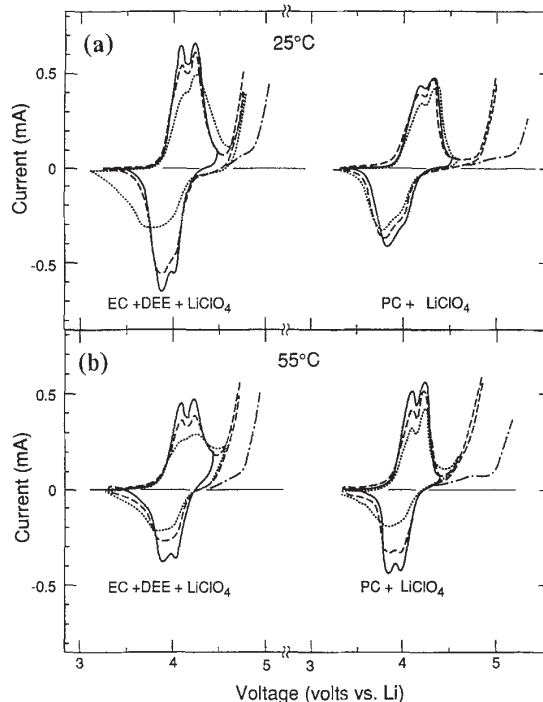 (a)
25°C
0.5
0
-0.5
Current (mA)
EC +DEE + LiClO₄
PC + LiClO₄
(b)
55°C
0.5
0
-0.5
Current (mA)
EC +DEE + LiClO₄
PC + LiClO₄
3 4 5 3 4 5
Voltage (volts vs. Li)